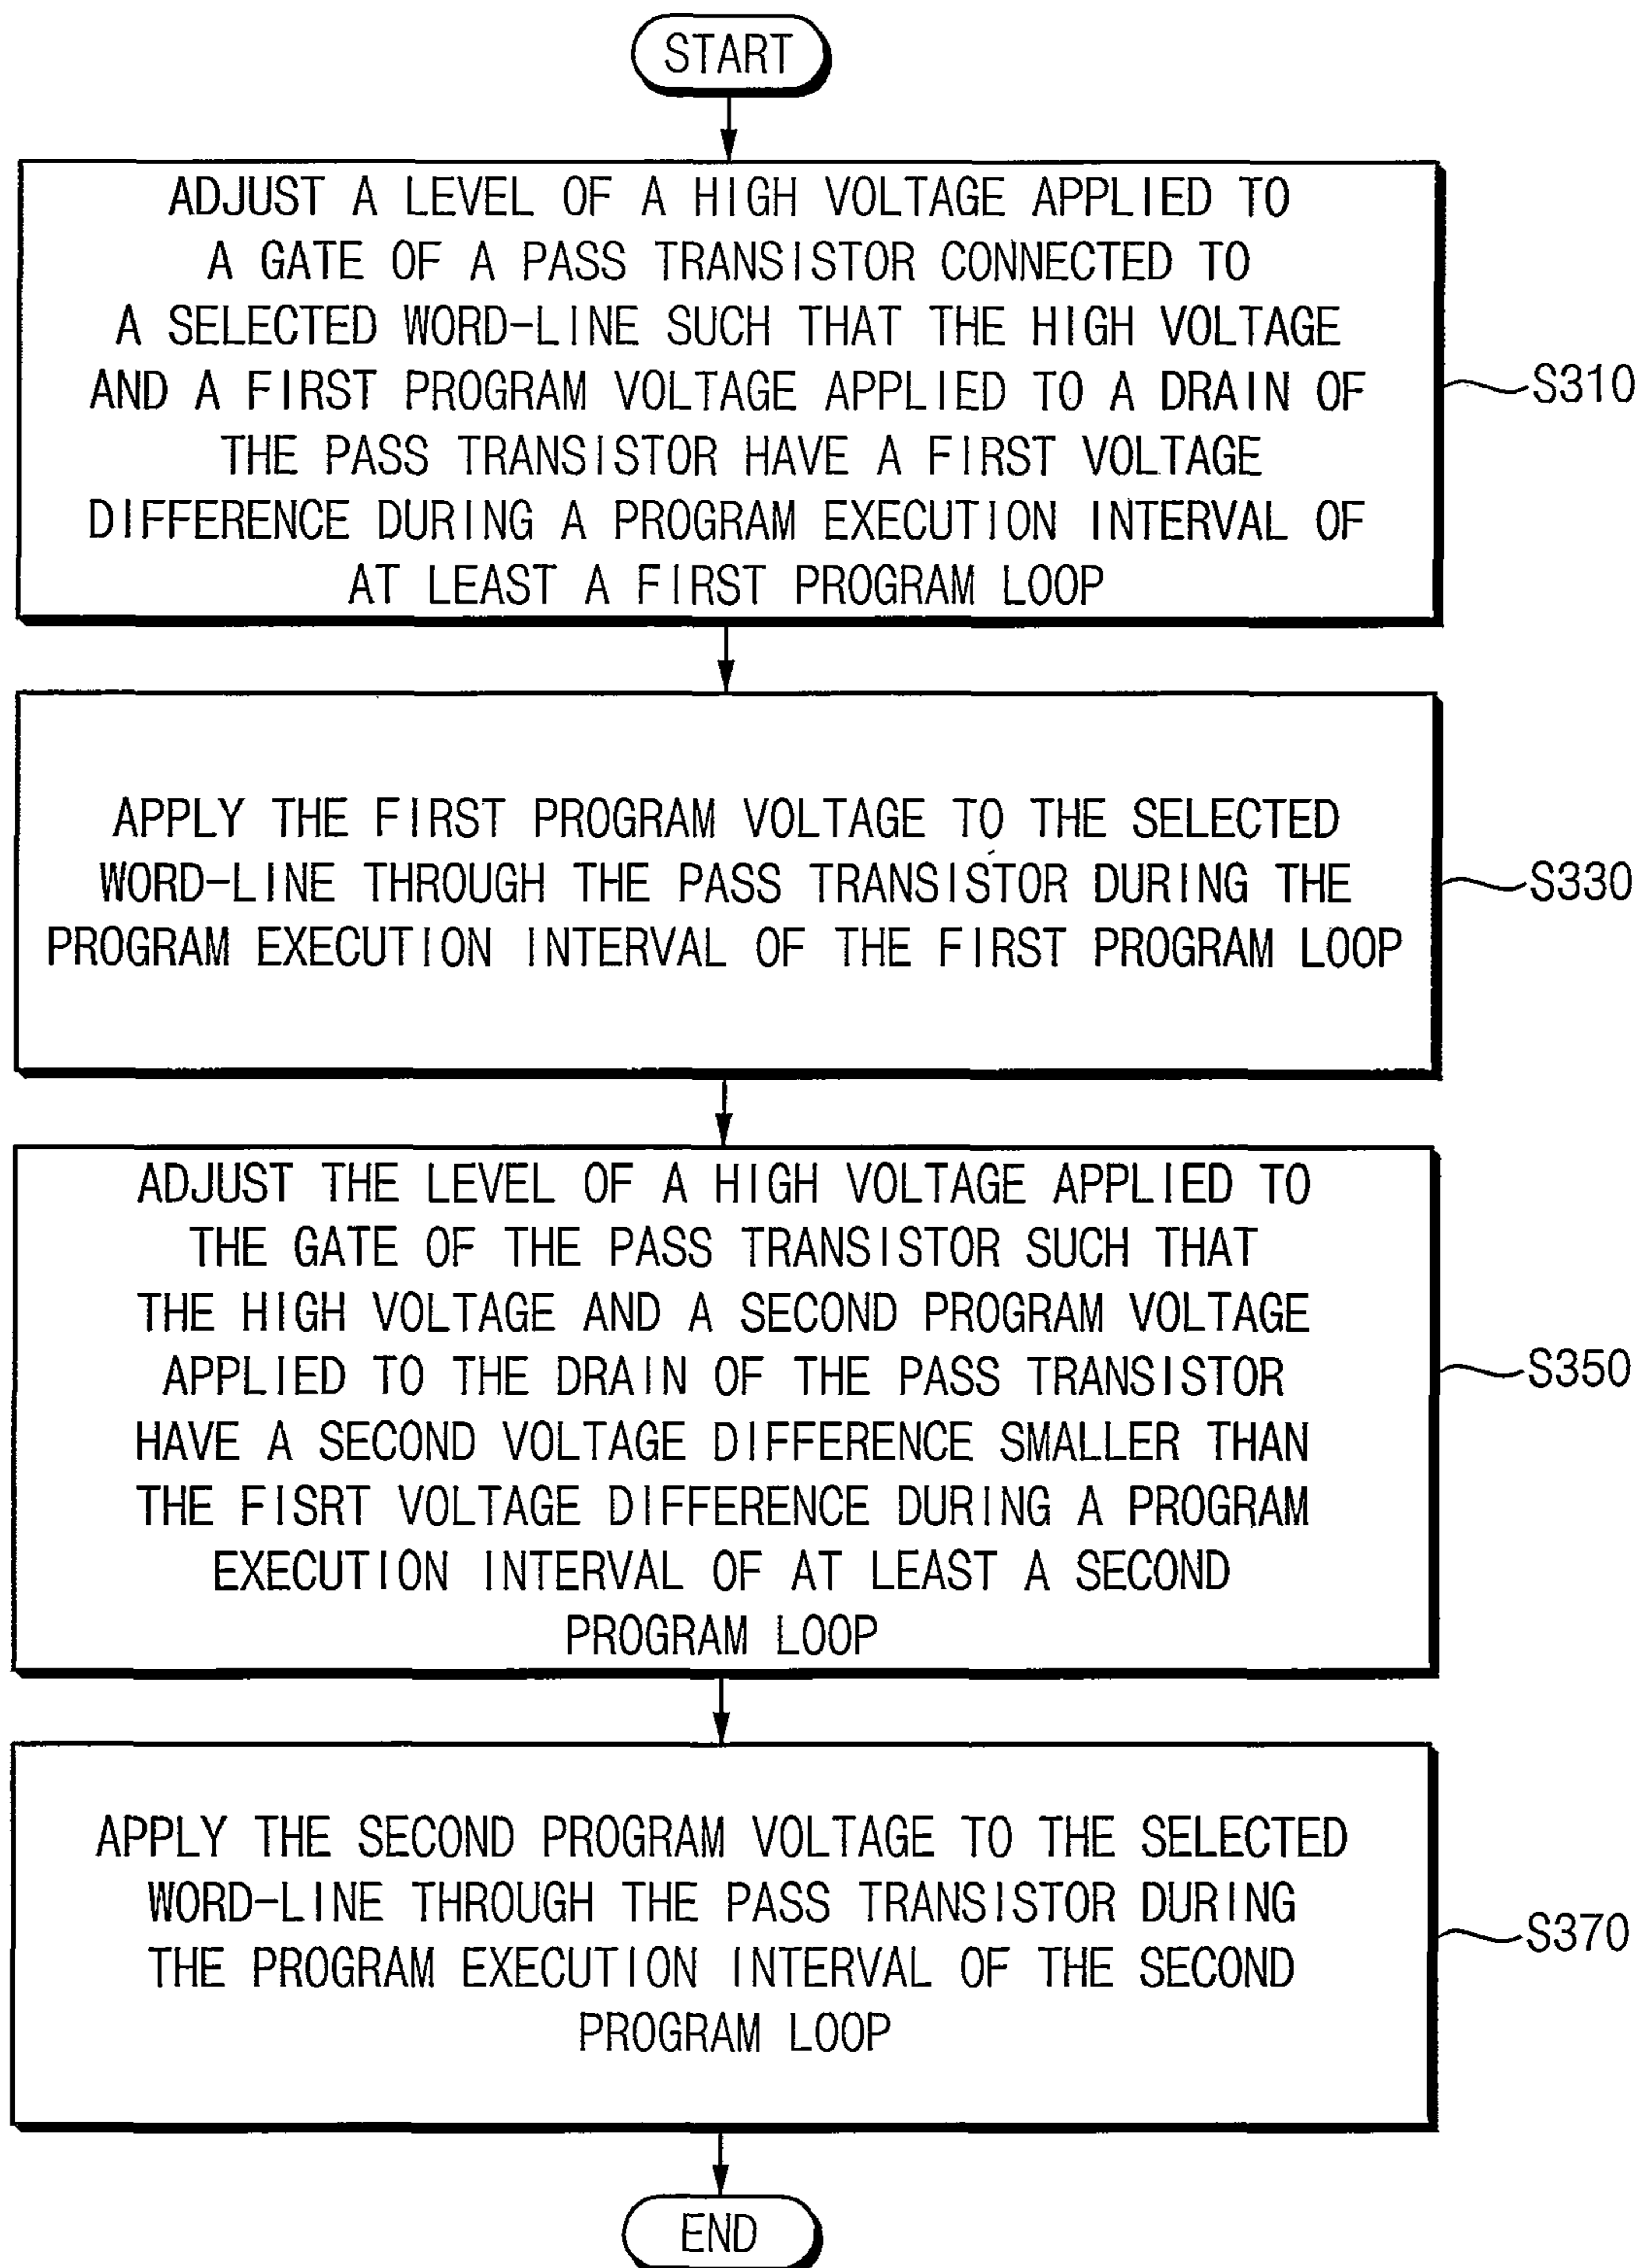 START
ADJUST A LEVEL OF A HIGH VOLTAGE APPLIED TO
A GATE OF A PASS TRANSISTOR CONNECTED TO
A SELECTED WORD-LINE SUCH THAT THE HIGH VOLTAGE
AND A FIRST PROGRAM VOLTAGE APPLIED TO A DRAIN OF
THE PASS TRANSISTOR HAVE A FIRST VOLTAGE
DIFFERENCE DURING A PROGRAM EXECUTION INTERVAL OF
AT LEAST A FIRST PROGRAM LOOP
S310
APPLY THE FIRST PROGRAM VOLTAGE TO THE SELECTED
WORD-LINE THROUGH THE PASS TRANSISTOR DURING THE
PROGRAM EXECUTION INTERVAL OF THE FIRST PROGRAM LOOP
S330
ADJUST THE LEVEL OF A HIGH VOLTAGE APPLIED TO
THE GATE OF THE PASS TRANSISTOR SUCH THAT
THE HIGH VOLTAGE AND A SECOND PROGRAM VOLTAGE
APPLIED TO THE DRAIN OF THE PASS TRANSISTOR
HAVE A SECOND VOLTAGE DIFFERENCE SMALLER THAN
THE FISRT VOLTAGE DIFFERENCE DURING A PROGRAM
EXECUTION INTERVAL OF AT LEAST A SECOND
PROGRAM LOOP
S350
APPLY THE SECOND PROGRAM VOLTAGE TO THE SELECTED
WORD-LINE THROUGH THE PASS TRANSISTOR DURING
THE PROGRAM EXECUTION INTERVAL OF THE SECOND
PROGRAM LOOP
S370
END